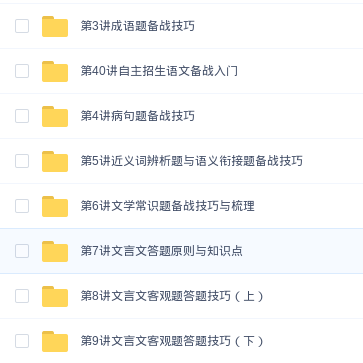 第3讲成语题备战技巧
第40讲自主招生语文备战入门
第4讲病句题备战技巧
第5讲近义词辨析题与语义衔接题备战技巧
第6讲文学常识题备战技巧与梳理
第7讲文言文答题原则与知识点
第8讲文言文客观题答题技巧（上）
第9讲文言文客观题答题技巧（下）